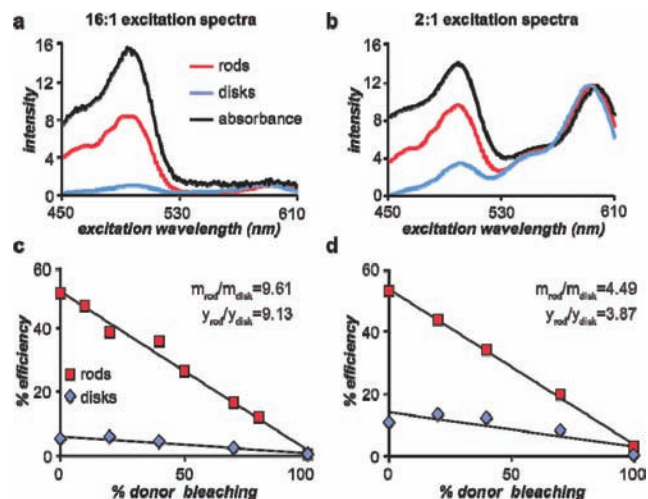 a 16:1 excitation spectra
16
12
8
4
0
intensity
rods
disks
absorbance
450 530 610
excitation wavelength (nm)
b 2:1 excitation spectra
16
12
8
4
0
intensity
450 530 610
excitation wavelength (nm)
c
60
40
20
0
% efficiency
m_rod/m_disk=9.61
y_rod/y_disk=9.13
rods
disks
0 50 100
% donor bleaching
d
60
40
20
0
% efficiency
m_rod/m_disk=4.49
y_rod/y_disk=3.87
0 50 100
% donor bleaching